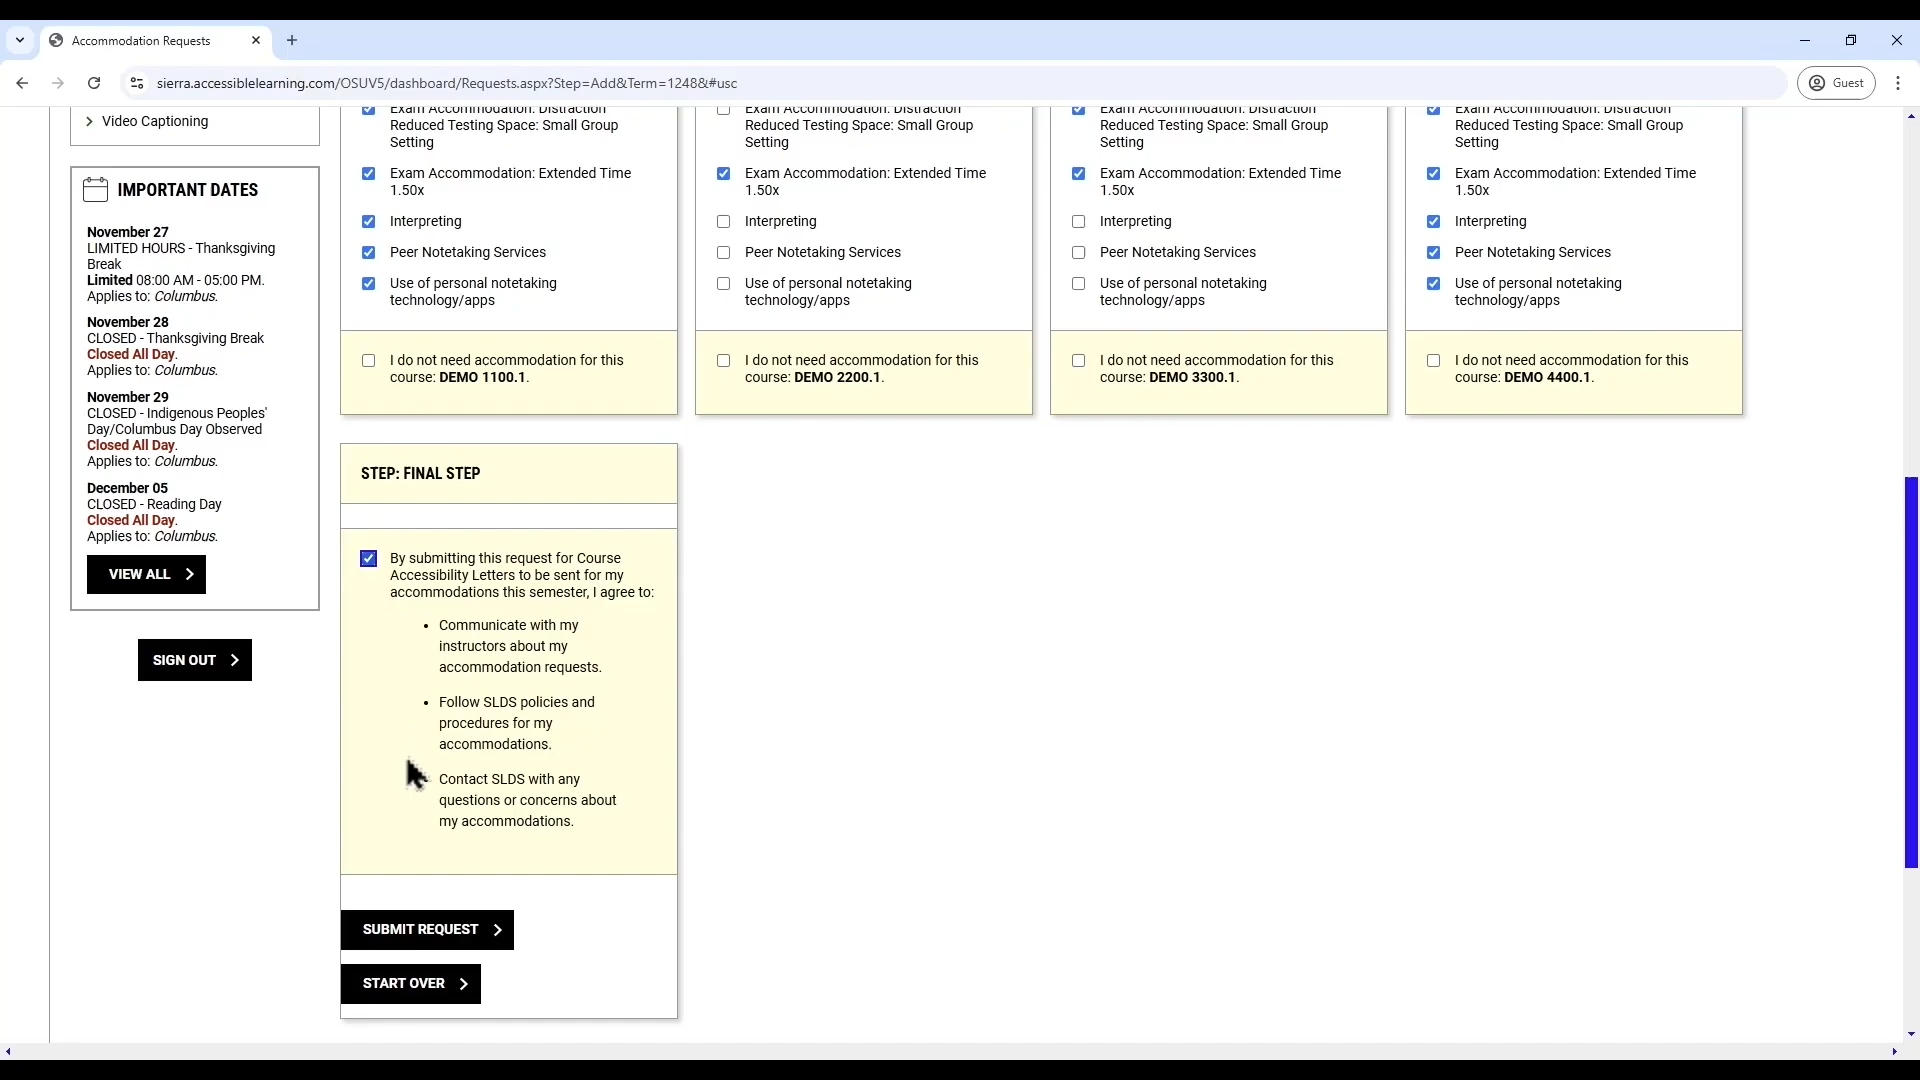 Accommodation Requests
sierra.accessiblelearning.com/OSUV5/dashboard/Requests.aspx?Step=Add&Term=1248&#usc
Guest
Video Captioning
IMPORTANT DATES
November 27
LIMITED HOURS - Thanksgiving
Break
Limited 08:00 AM - 05:00 PM.
Applies to: Columbus.
November 28
CLOSED - Thanksgiving Break
Closed All Day.
Applies to: Columbus.
November 29
CLOSED - Indigenous Peoples'
Day/Columbus Day Observed
Closed All Day.
Applies to: Columbus.
December 05
CLOSED - Reading Day
Closed All Day.
Applies to: Columbus.
VIEW ALL
SIGN OUT
Exam Accommodation: Distraction
Reduced Testing Space: Small Group
Setting
Exam Accommodation: Extended Time
1.50x
Interpreting
Peer Notetaking Services
Use of personal notetaking
technology/apps
I do not need accommodation for this
course: DEMO 1100.1.
Exam Accommodation: Distraction
Reduced Testing Space: Small Group
Setting
Exam Accommodation: Extended Time
1.50x
Interpreting
Peer Notetaking Services
Use of personal notetaking
technology/apps
I do not need accommodation for this
course: DEMO 2200.1.
Exam Accommodation: Distraction
Reduced Testing Space: Small Group
Setting
Exam Accommodation: Extended Time
1.50x
Interpreting
Peer Notetaking Services
Use of personal notetaking
technology/apps
I do not need accommodation for this
course: DEMO 3300.1.
Exam Accommodation: Distraction
Reduced Testing Space: Small Group
Setting
Exam Accommodation: Extended Time
1.50x
Interpreting
Peer Notetaking Services
Use of personal notetaking
technology/apps
I do not need accommodation for this
course: DEMO 4400.1.
STEP: FINAL STEP
By submitting this request for Course
Accessibility Letters to be sent for my
accommodations this semester, I agree to:
• Communicate with my
instructors about my
accommodation requests.
• Follow SLDS policies and
procedures for my
accommodations.
Contact SLDS with any
questions or concerns about
my accommodations.
SUBMIT REQUEST
START OVER